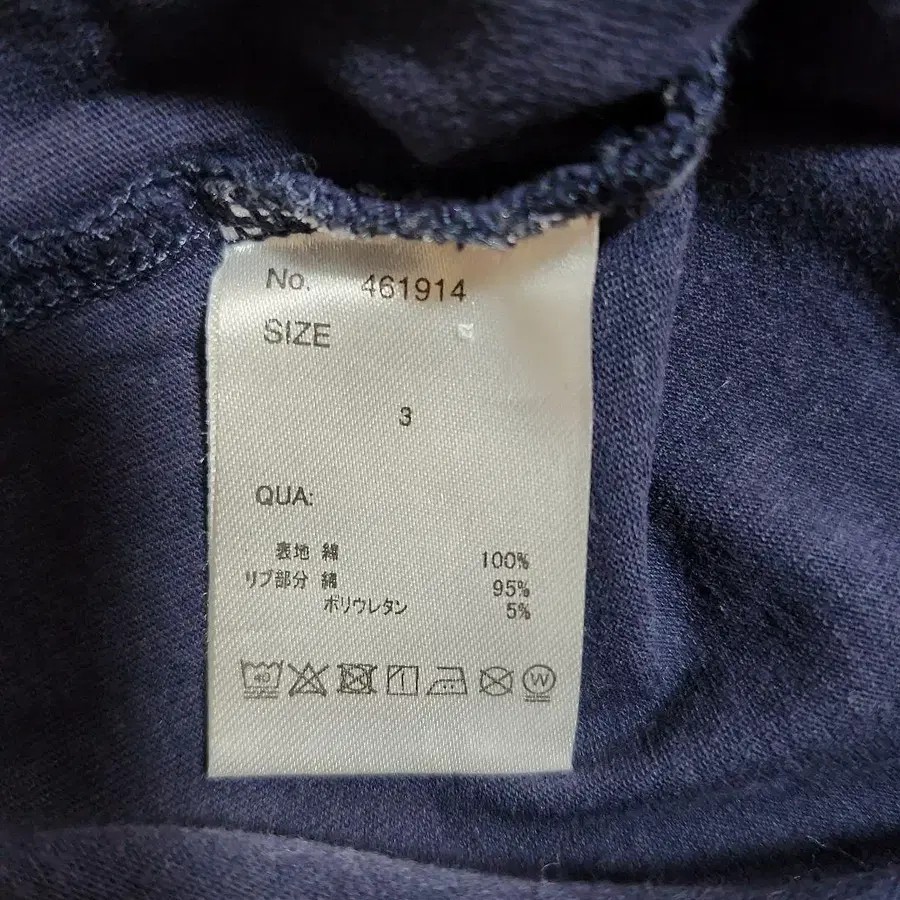 No. 461914
SIZE
3
QUA:
表地 綿 100%
リブ部分 綿 95%
ポリウレタン 5%
40 W